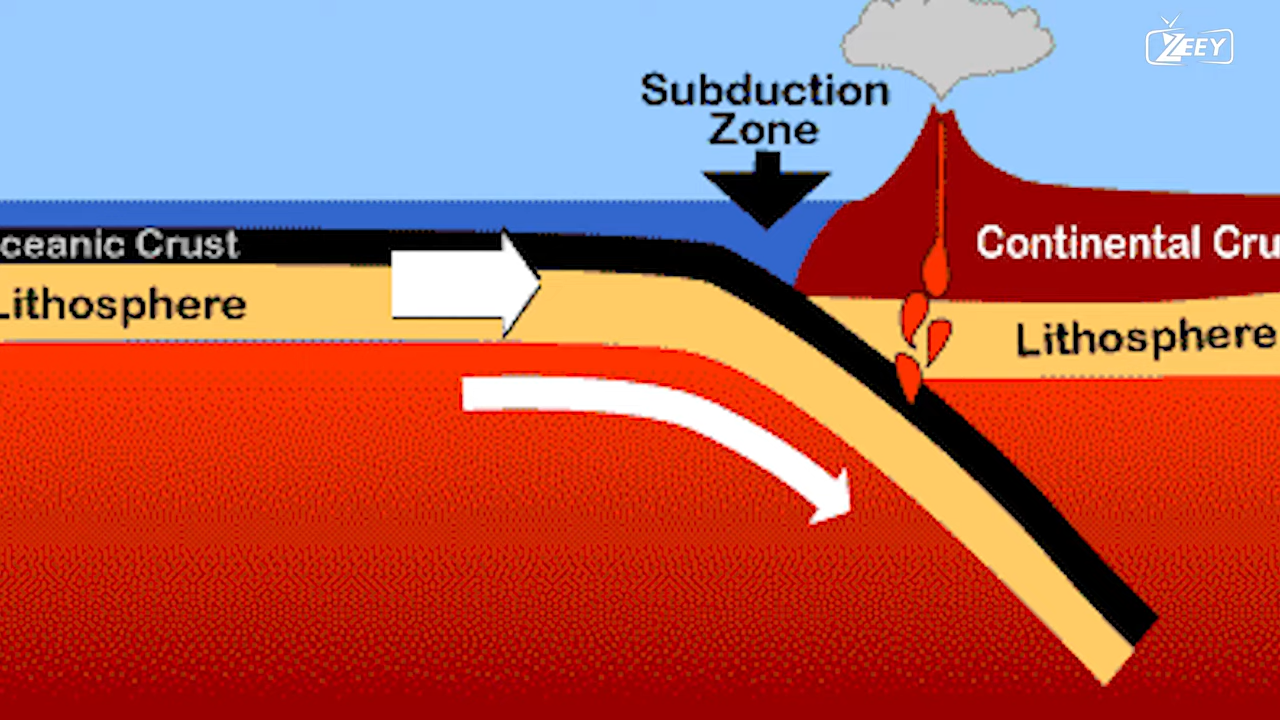 ZEEY
Subduction
Zone
ceanic Crust
Continental Cru
Lithosphere
Lithosphere